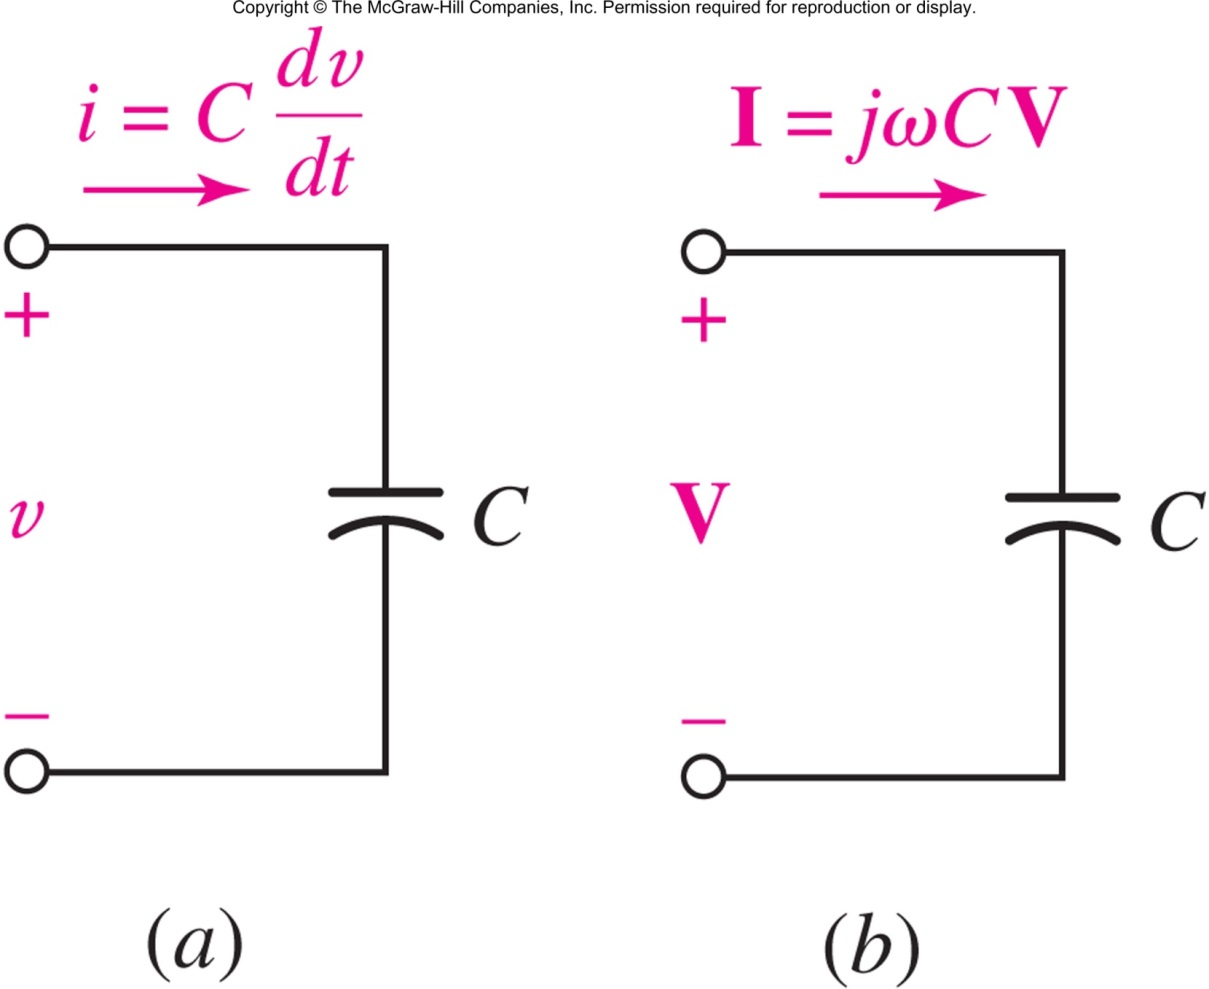 Copyright © The McGraw-Hill Companies, Inc. Permission required for reproduction or display.
i = C dv/dt
I = jωCV
+
+
v
C
V
C
−
−
(a)
(b)